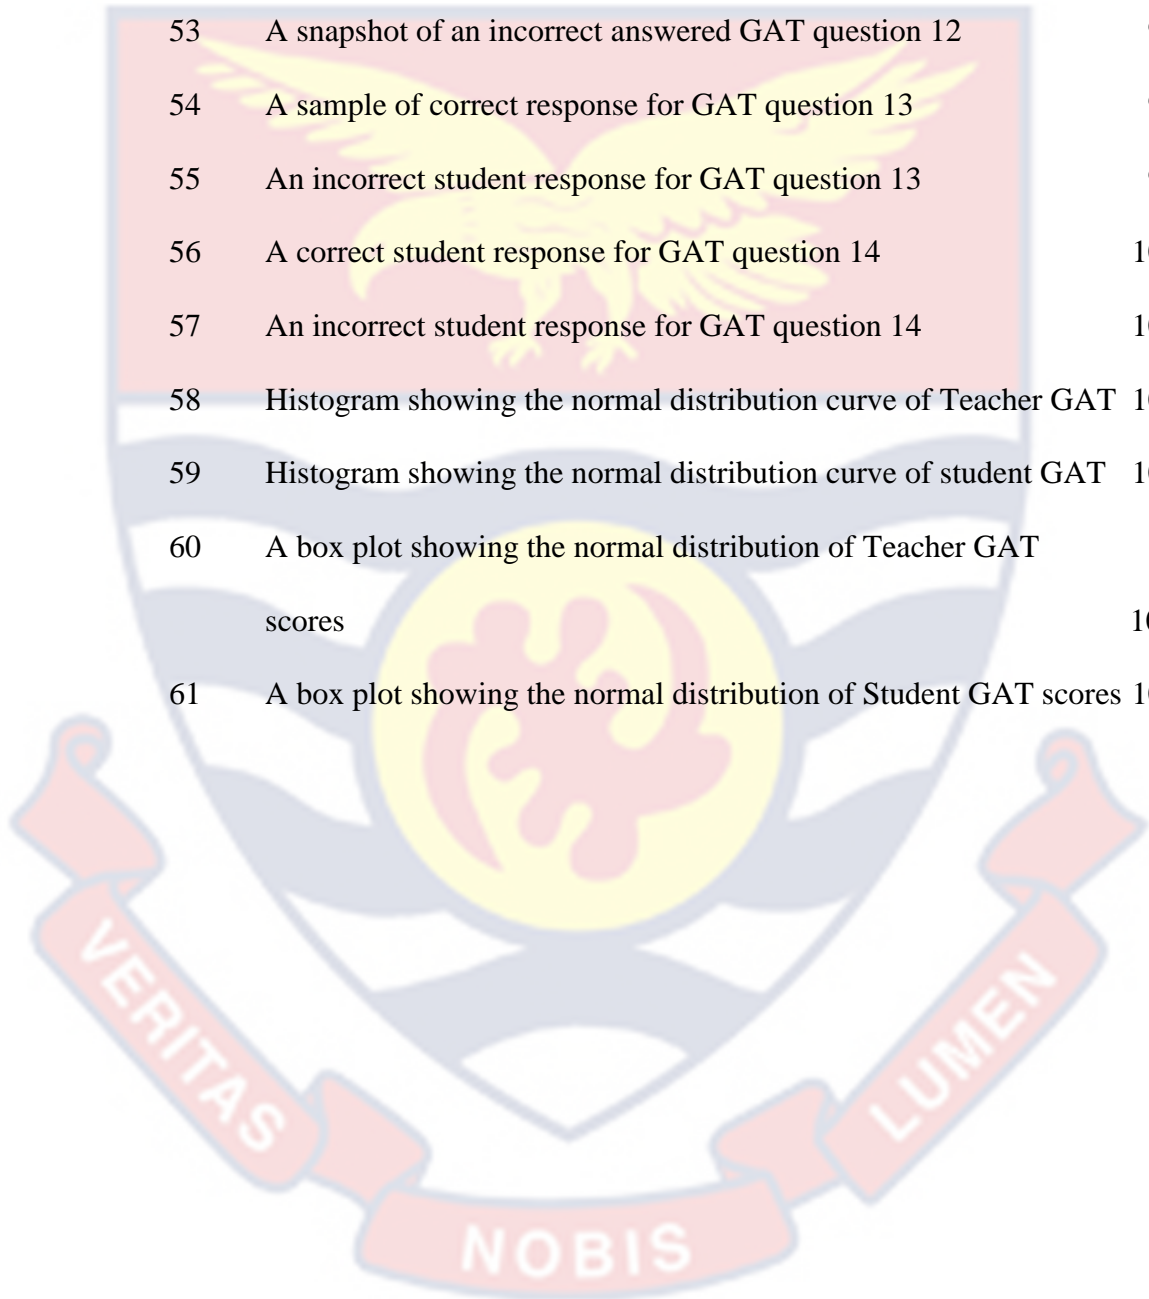 53 A snapshot of an incorrect answered GAT question 12
54 A sample of correct response for GAT question 13
55 An incorrect student response for GAT question 13
56 A correct student response for GAT question 14
57 An incorrect student response for GAT question 14
58 Histogram showing the normal distribution curve of Teacher GAT
59 Histogram showing the normal distribution curve of student GAT
60 A box plot showing the normal distribution of Teacher GAT
scores
61 A box plot showing the normal distribution of Student GAT scores
VERITAS
NOBIS
LUMEN